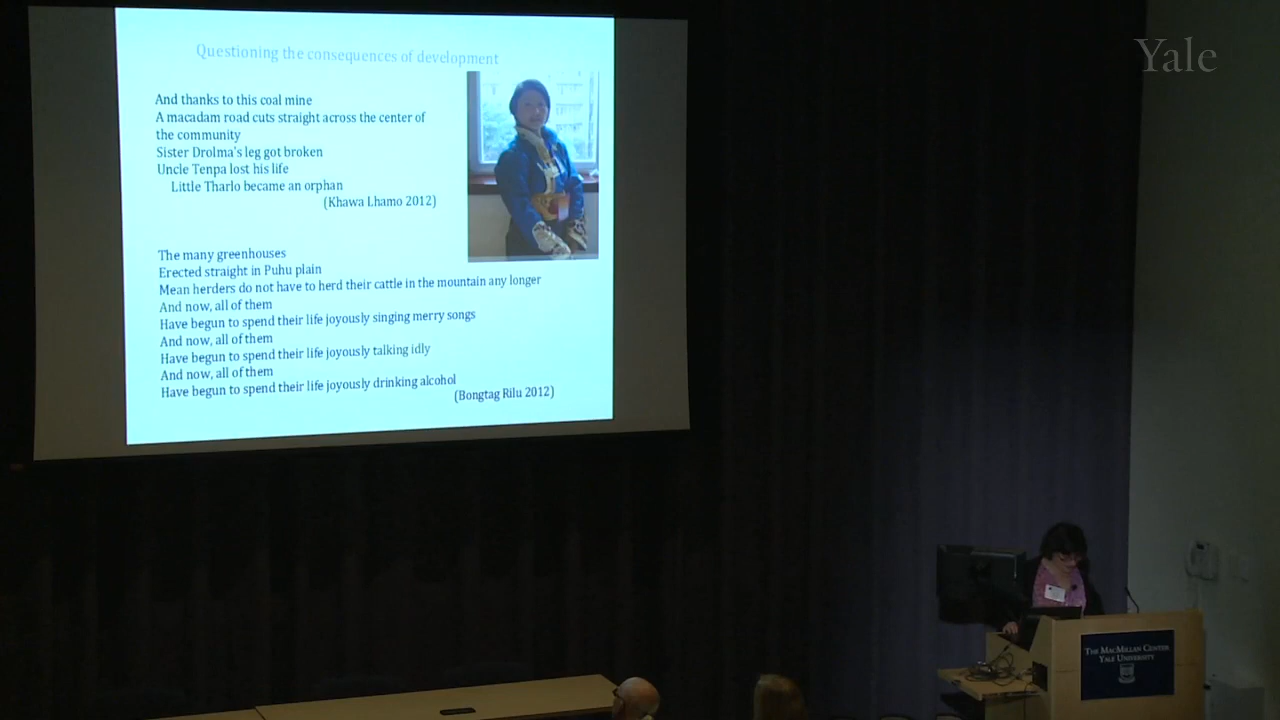 Yale
Questioning the consequences of development
And thanks to this coal mine
A macadam road cuts straight across the center of
the community
Sister Drolma's leg got broken
Uncle Tenpa lost his life
Little Tharlo became an orphan
(Khawa Lhamo 2012)
The many greenhouses
Erected straight in Puhu plain
Mean herders do not have to herd their cattle in the mountain any longer
And now, all of them
Have begun to spend their life joyously singing merry songs
And now, all of them
Have begun to spend their life joyously talking idly
And now, all of them
Have begun to spend their life joyously drinking alcohol
(Bongtag Rilu 2012)
The MacMillan Center
Yale University